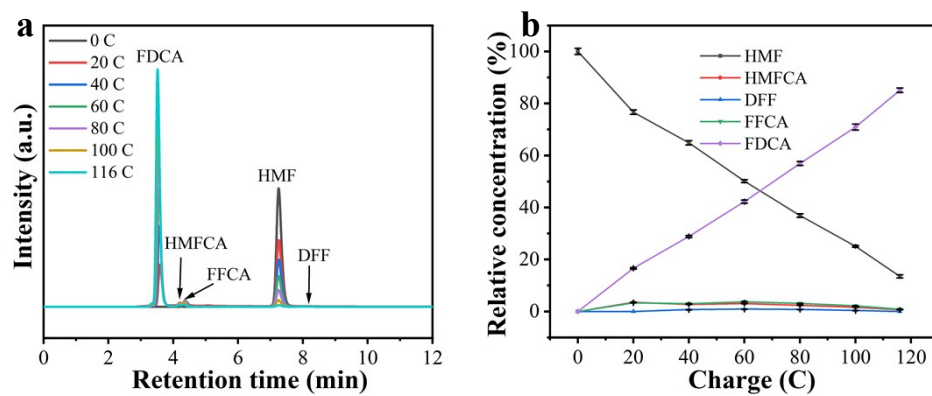 a
0 C
20 C
40 C
60 C
80 C
100 C
116 C
FDCA
HMFCA
FFCA
HMF
DFF
Intensity (a.u.)
0 2 4 6 8 10 12
Retention time (min)
b
HMF
HMFCA
DFF
FFCA
FDCA
Relative concentration (%)
100
80
60
40
20
0
0 20 40 60 80 100 120
Charge (C)